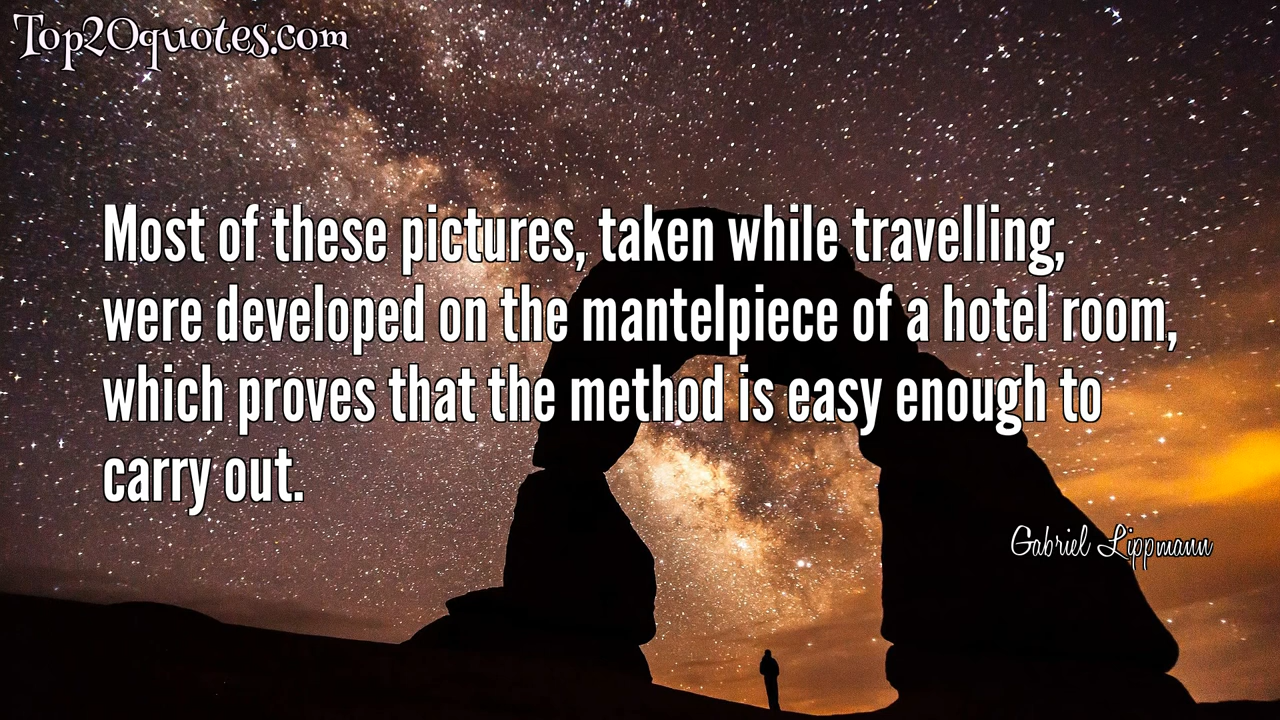 Top20quotes.com
Most of these pictures, taken while travelling,
were developed on the mantelpiece of a hotel room,
which proves that the method is easy enough to
carry out.
Gabriel Lippmann